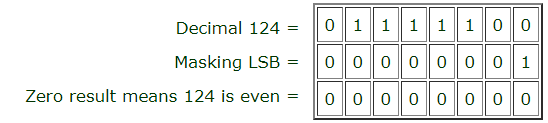 Decimal 124 = 0 1 1 1 1 1 0 0
Masking LSB = 0 0 0 0 0 0 0 1
Zero result means 124 is even = 0 0 0 0 0 0 0 0